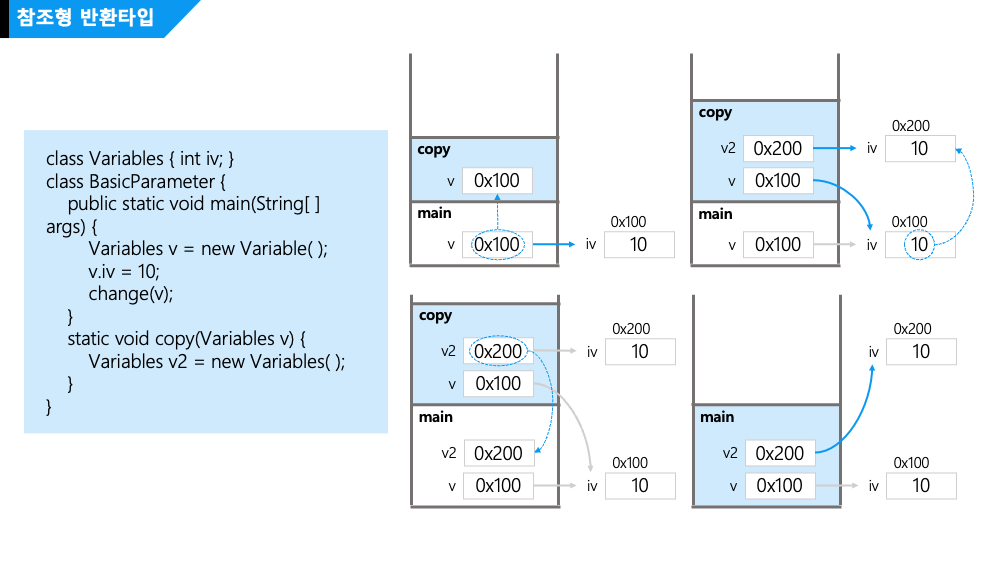 참조형 반환타입
class Variables { int iv; }
class BasicParameter {
public static void main(String[ ]
args) {
Variables v = new Variable( );
v.iv = 10;
change(v);
}
static void copy(Variables v) {
Variables v2 = new Variables( );
}
}
copy
v 0x100
main
0x100
v 0x100 iv 10
copy
0x200
v2 0x200 iv 10
v 0x100
main
0x100
v 0x100 iv 10
copy
0x200
v2 0x200 iv 10
v 0x100
main
v2 0x200
0x100
v 0x100 iv 10
0x200
iv 10
main
v2 0x200
0x100
v 0x100 iv 10